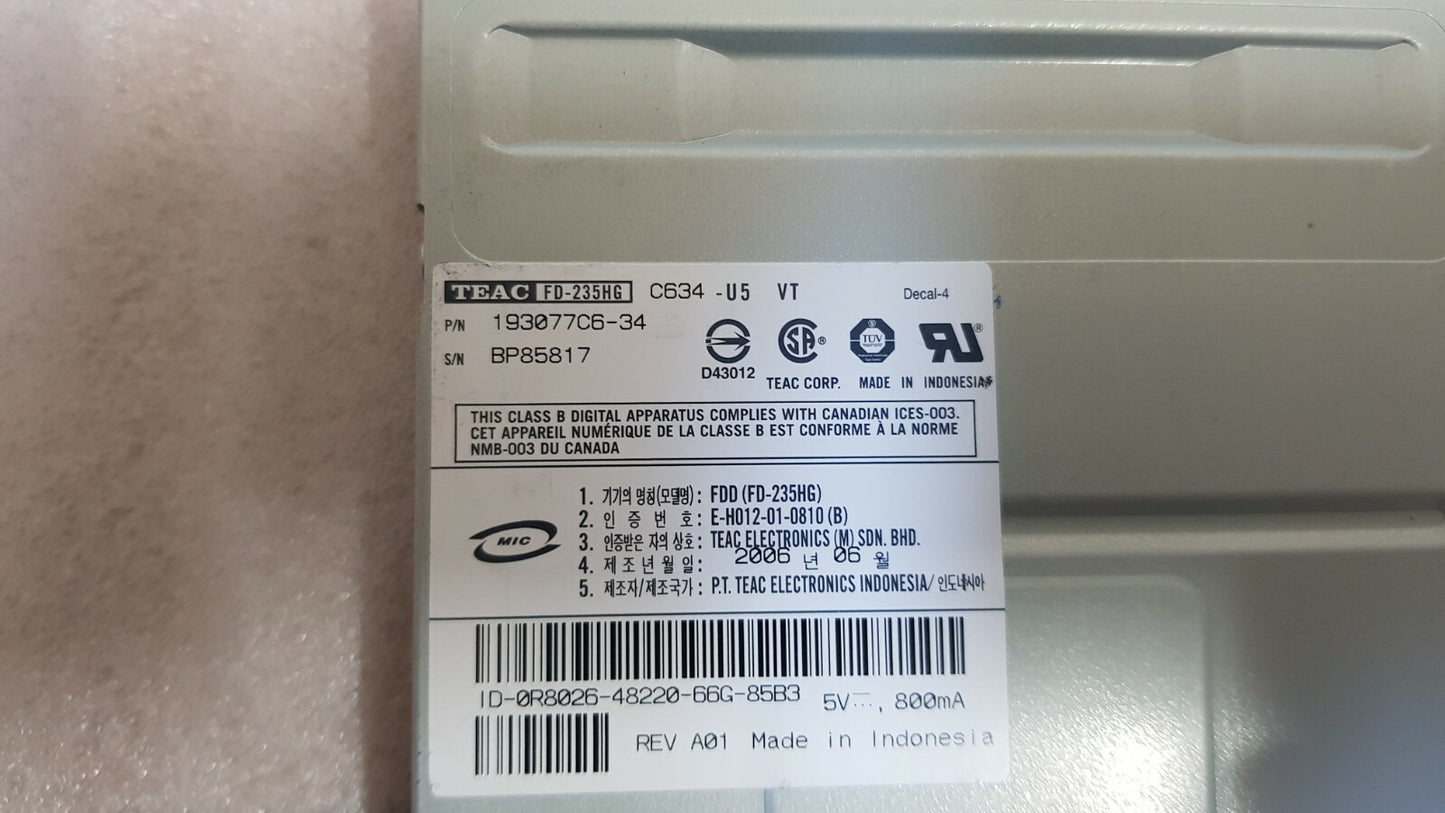 TEAC FD-235HG C634 -U5 VT Decal-4
P/N 193077C6-34
S/N BP85817
D43012
SA®
TÜV
RU®
TEAC CORP. MADE IN INDONESIA
THIS CLASS B DIGITAL APPARATUS COMPLIES WITH CANADIAN ICES-003.
CET APPAREIL NUMÉRIQUE DE LA CLASSE B EST CONFORME À LA NORME
NMB-003 DU CANADA
MIC
1. 기기의 명칭(모델명) : FDD (FD-235HG)
2. 인 증 번 호 : E-H012-01-0810 (B)
3. 인증받은 자의 상호 : TEAC ELECTRONICS (M) SDN. BHD.
4. 제 조 년 월 일 : 2006 년 06 월
5. 제조자/제조국가 : P.T. TEAC ELECTRONICS INDONESIA/ 인도네시아
ID-0R8026-48220-66G-85B3 5V⎓, 800mA
REV A01 Made in Indonesia